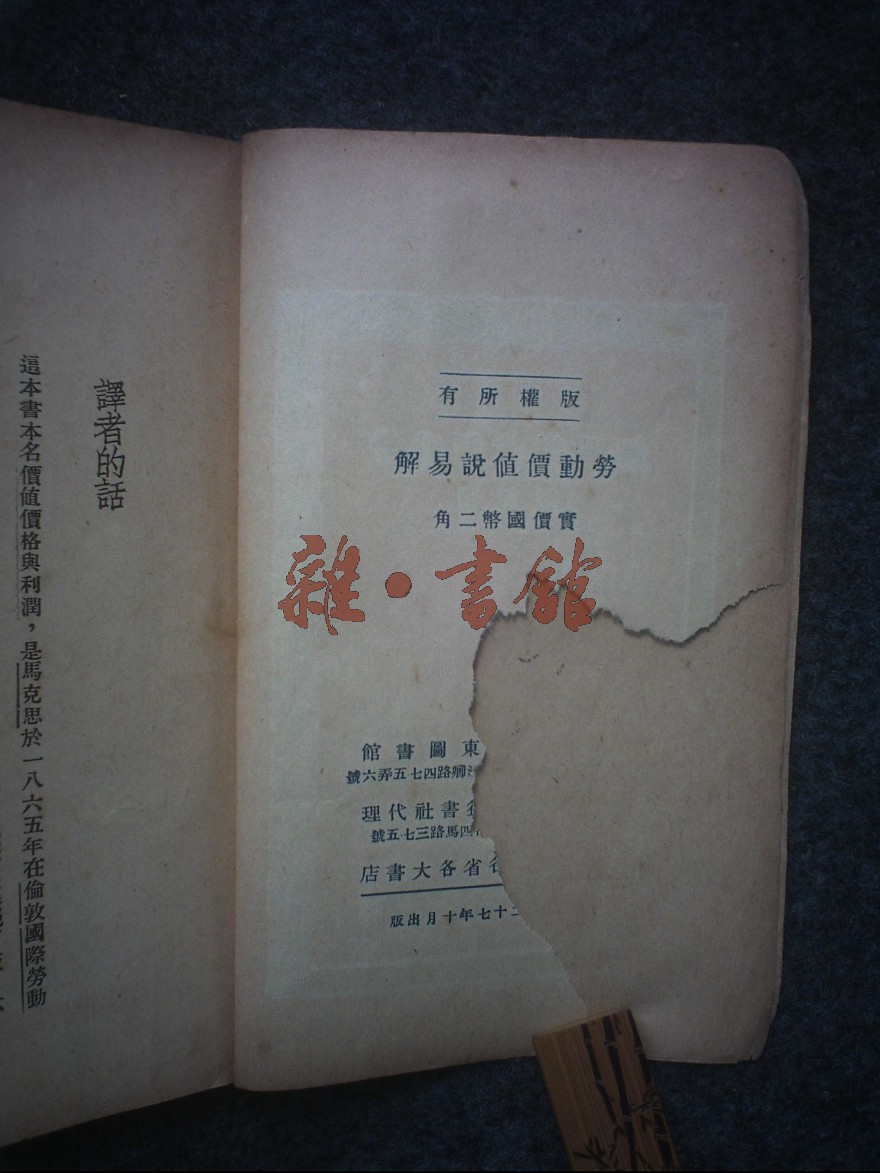 版權所有
勞動價值說易解
實價國幣二角
雜·書館
東圖書館
卿路四七五弄六號
書社代理
四馬路三七五號
各省各大書店
二十七年十月出版
譯者的話
這本書本名價值價格與利潤，是馬克思於一八六五年在倫敦國際勞動